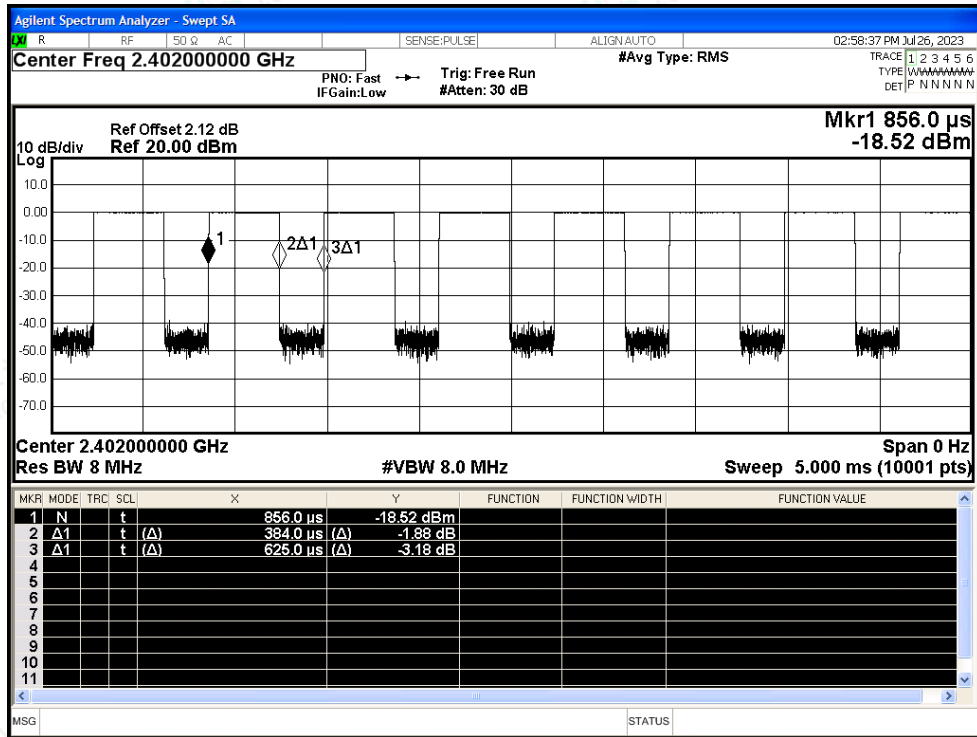 Agilent Spectrum Analyzer - Swept SA
LXI R RF 50 Ω AC SENSE:PULSE ALIGN AUTO 02:58:37 PM Jul 26, 2023
Center Freq 2.402000000 GHz #Avg Type: RMS TRACE 1 2 3 4 5 6
PNO: Fast Trig: Free Run TYPE WWWWWW
IFGain:Low #Atten: 30 dB DET P N N N N N
Mkr1 856.0 µs
-18.52 dBm
Ref Offset 2.12 dB
10 dB/div Ref 20.00 dBm
Log
10.0
0.00
-10.0
1 2Δ1 3Δ1
-20.0
-30.0
-40.0
-50.0
-60.0
-70.0
Center 2.402000000 GHz Span 0 Hz
Res BW 8 MHz #VBW 8.0 MHz Sweep 5.000 ms (10001 pts)
MKR MODE TRC SCL X Y FUNCTION FUNCTION WIDTH FUNCTION VALUE
1 N t 856.0 µs -18.52 dBm
2 Δ1 t (Δ) 384.0 µs (Δ) -1.88 dB
3 Δ1 t (Δ) 625.0 µs (Δ) -3.18 dB
4
5
6
7
8
9
10
11
MSG STATUS